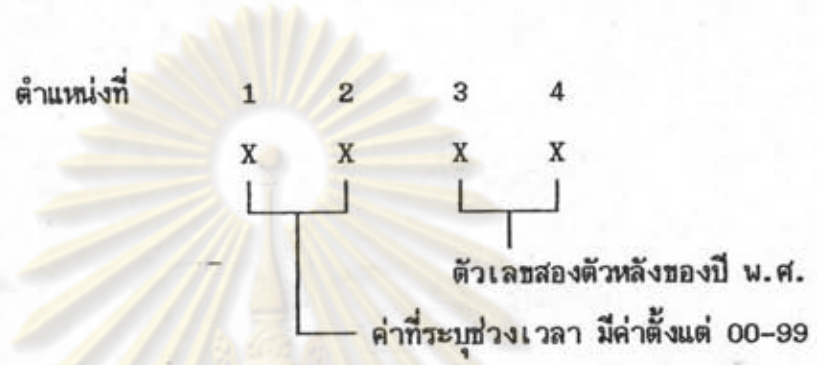 ตำแหน่งที่ 1 2 3 4
X X X X
ตัวเลขสองตัวหลังของปี พ.ศ.
ค่าที่ระบุช่วงเวลา มีค่าตั้งแต่ 00-99